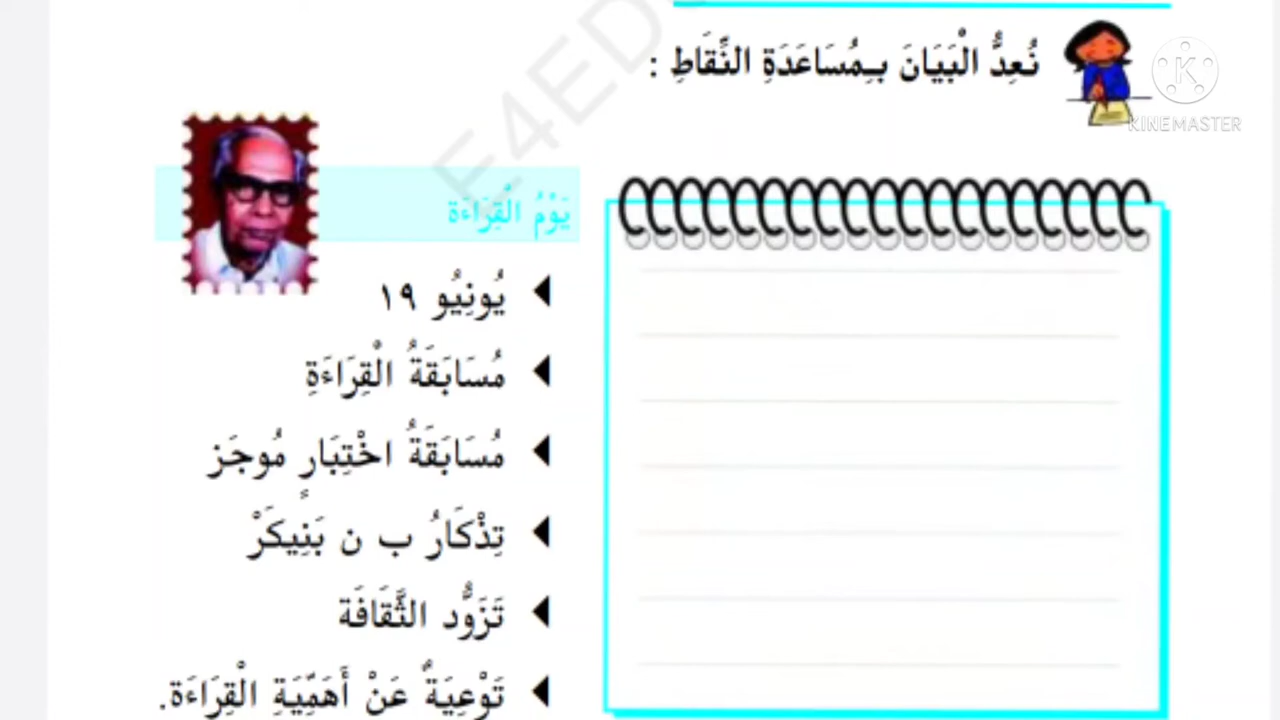 نُعِدُّ الْبَيَانَ بِمُسَاعَدَةِ النِّقَاطِ :
KINEMASTER
E4ED
يَوْمُ الْقِرَاءَة
يُونِيُو ١٩
مُسَابَقَةُ الْقِرَاءَةِ
مُسَابَقَةُ اخْتِبَارٍ مُوجَز
تِذْكَارُ ب ن بَنِيكَرْ
تَزَوُّد الثَّقَافَة
تَوْعِيَةٌ عَنْ أَهَمِّيَةِ الْقِرَاءَة.